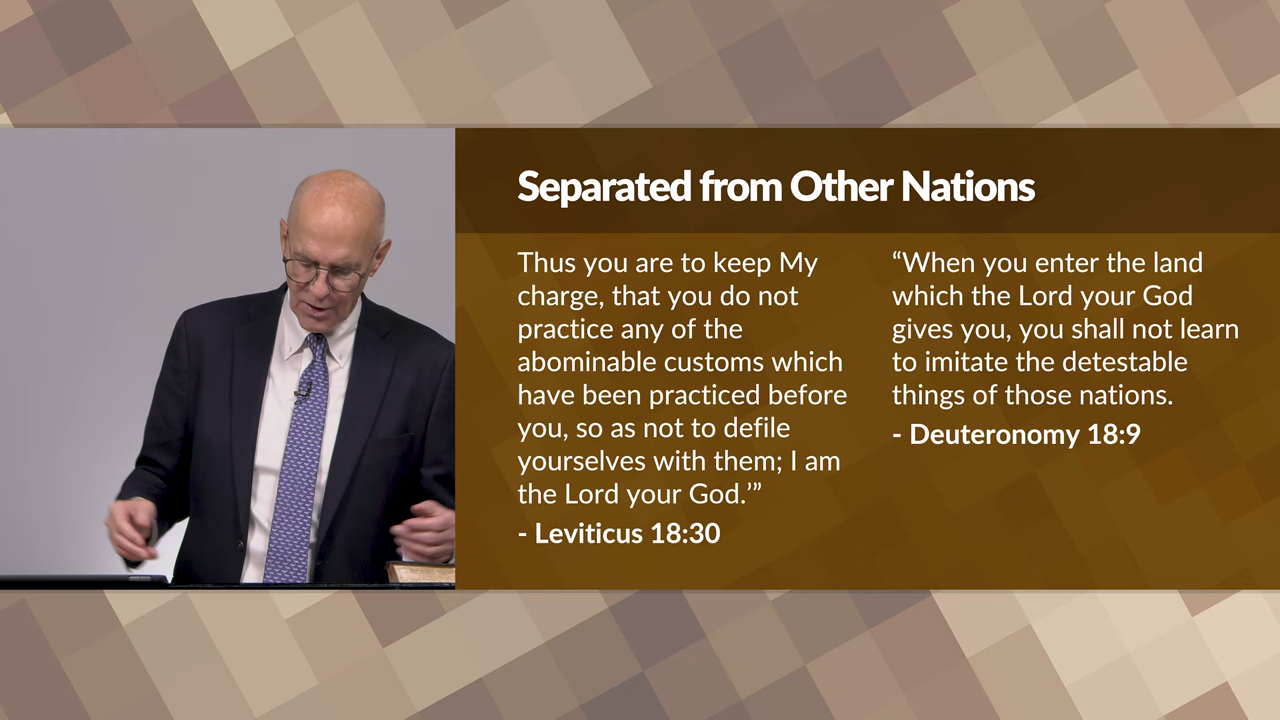 Separated from Other Nations
Thus you are to keep My
charge, that you do not
practice any of the
abominable customs which
have been practiced before
you, so as not to defile
yourselves with them; I am
the Lord your God.’”
- Leviticus 18:30
“When you enter the land
which the Lord your God
gives you, you shall not learn
to imitate the detestable
things of those nations.
- Deuteronomy 18:9